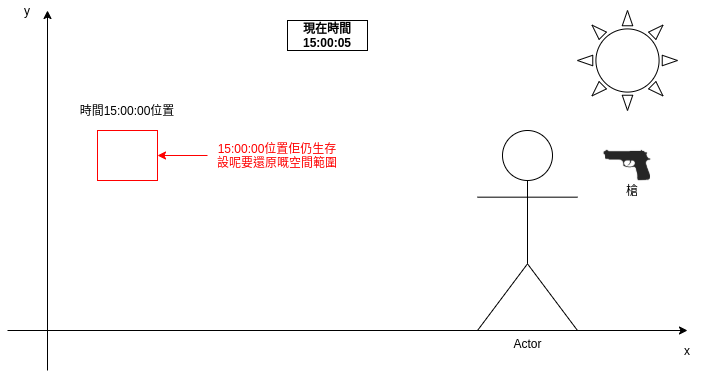 y
現在時間
15:00:05
時間15:00:00位置
15:00:00位置佢仍生存
設呢要還原嘅空間範圍
槍
Actor
x